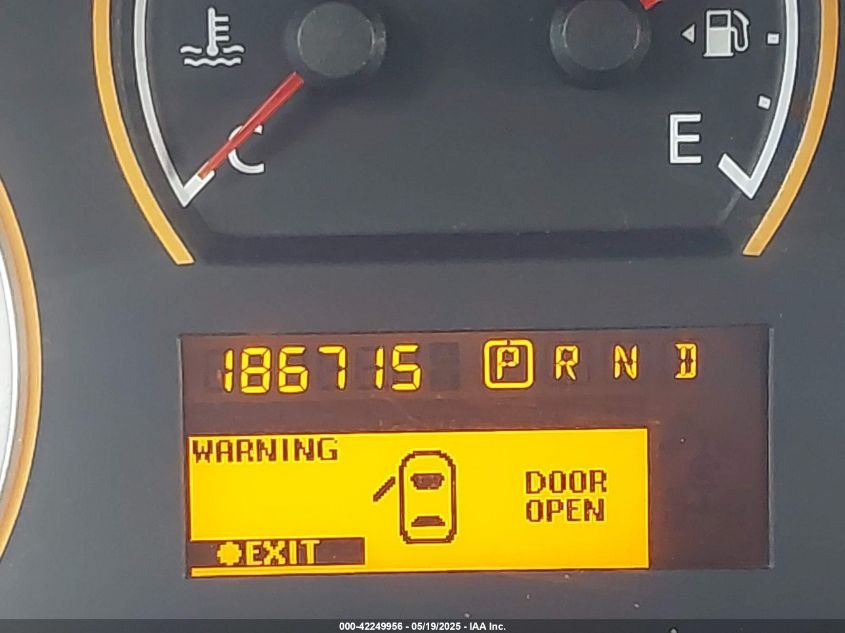 C
E
186715 P R N D
WARNING
DOOR
OPEN
EXIT
000-42249956 - 05/19/2025 - IAA Inc.